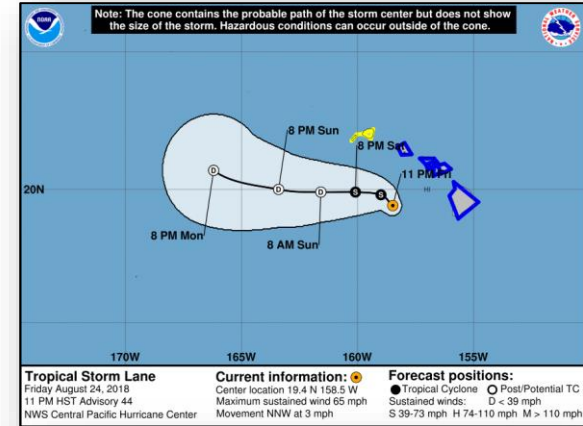 Note: The cone contains the probable path of the storm center but does not show
the size of the storm. Hazardous conditions can occur outside of the cone.
NOAA
8 PM Sun
8 PM Sat
11 PM Fri
20N
D
D
D
S
S
HI
8 PM Mon
8 AM Sun
170W
165W
160W
155W
Tropical Storm Lane
Friday August 24, 2018
11 PM HST Advisory 44
NWS Central Pacific Hurricane Center
Current information:
Center location 19.4 N 158.5 W
Maximum sustained wind 65 mph
Movement NNW at 3 mph
Forecast positions:
Tropical Cyclone Post/Potential TC
Sustained winds: D < 39 mph
S 39-73 mph H 74-110 mph M > 110 mph